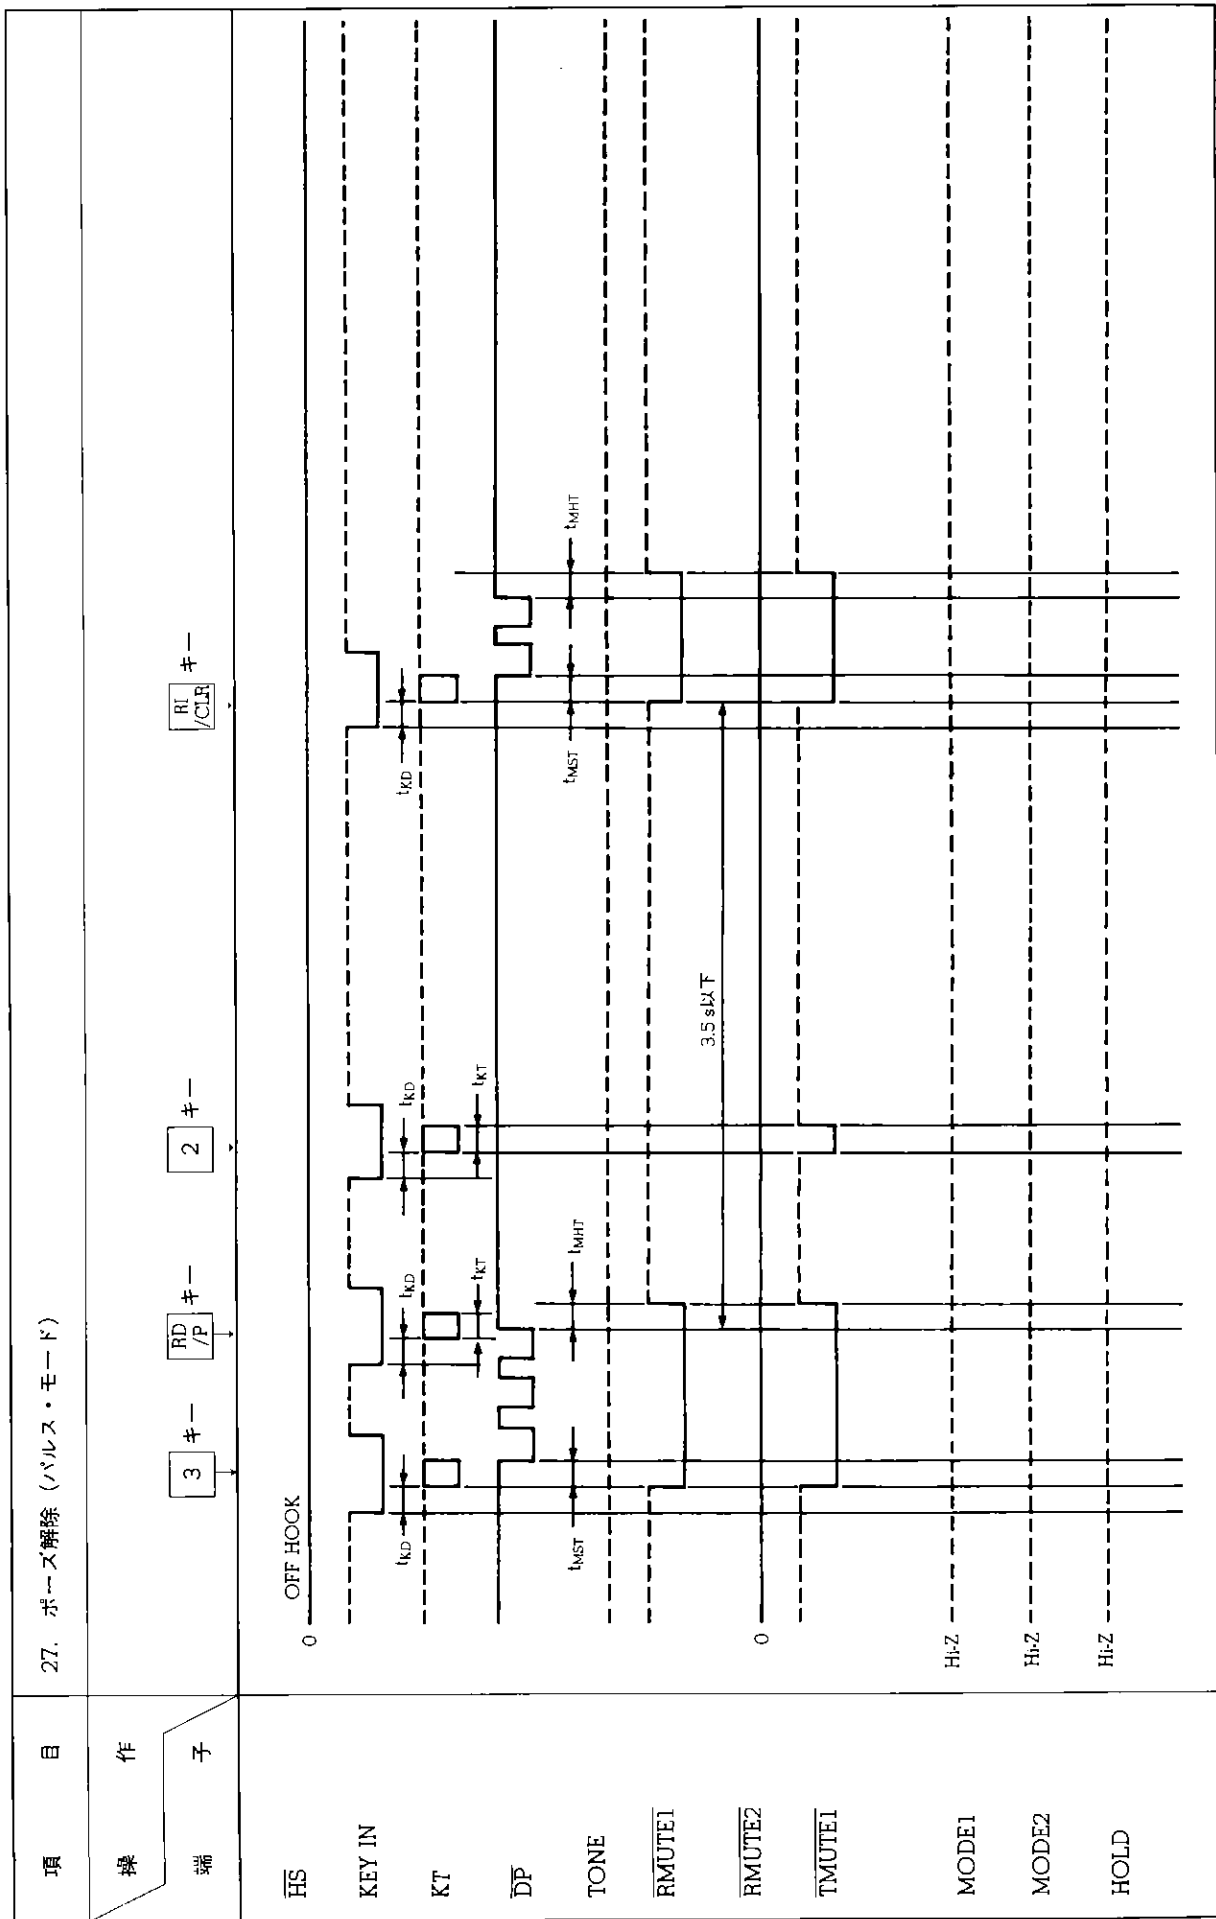 項 目 27. ポーズ解除 (パルス・モード)
操 作
端 子
3 キー
RD
/P キー
2 キー
RI
/CLR キー
OFF HOOK
HS 0
KEY IN
tKD
tKD
tKD
tKD
KT
tKT
tKT
DP
TONE
tMST
tMHT
tMST
tMHT
RMUTE1
3.5 s以下
RMUTE2 0
TMUTE1
MODE1 Hi-Z
MODE2 Hi-Z
HOLD Hi-Z